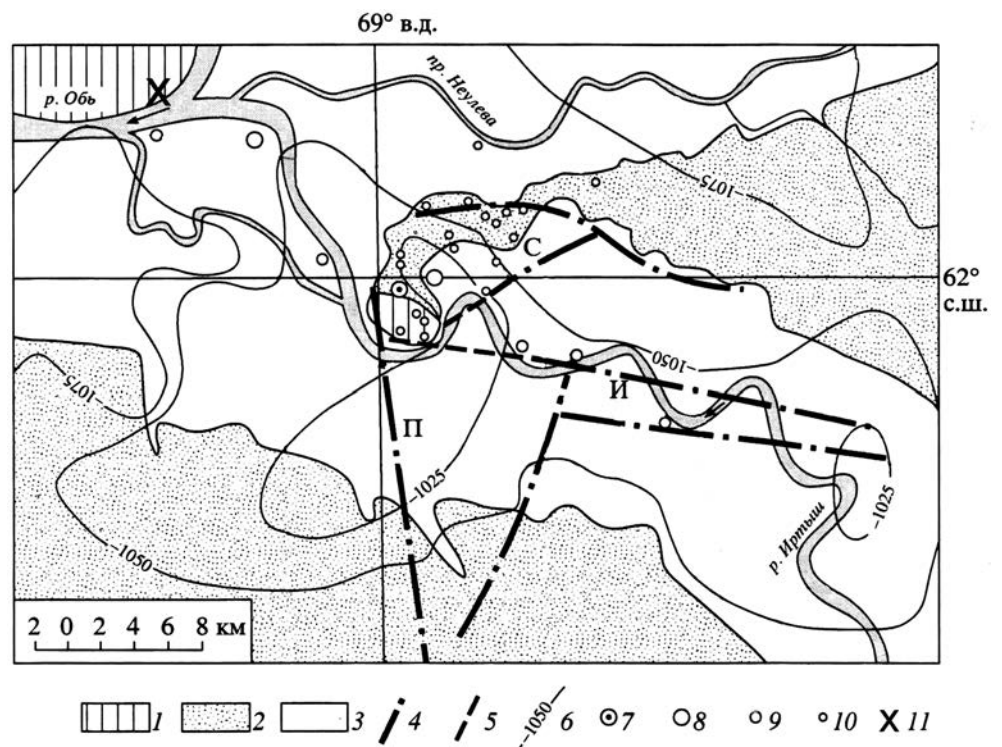 69° в.д.
р. Обь
X
пр. Неулева
–1075
С
62°
с.ш.
–1050
–1075
И
П
–1025
–1025
–1050
р. Иртыш
2 0 2 4 6 8 км
1 2 3 4 5 –1050 6 7 8 9 10 X 11